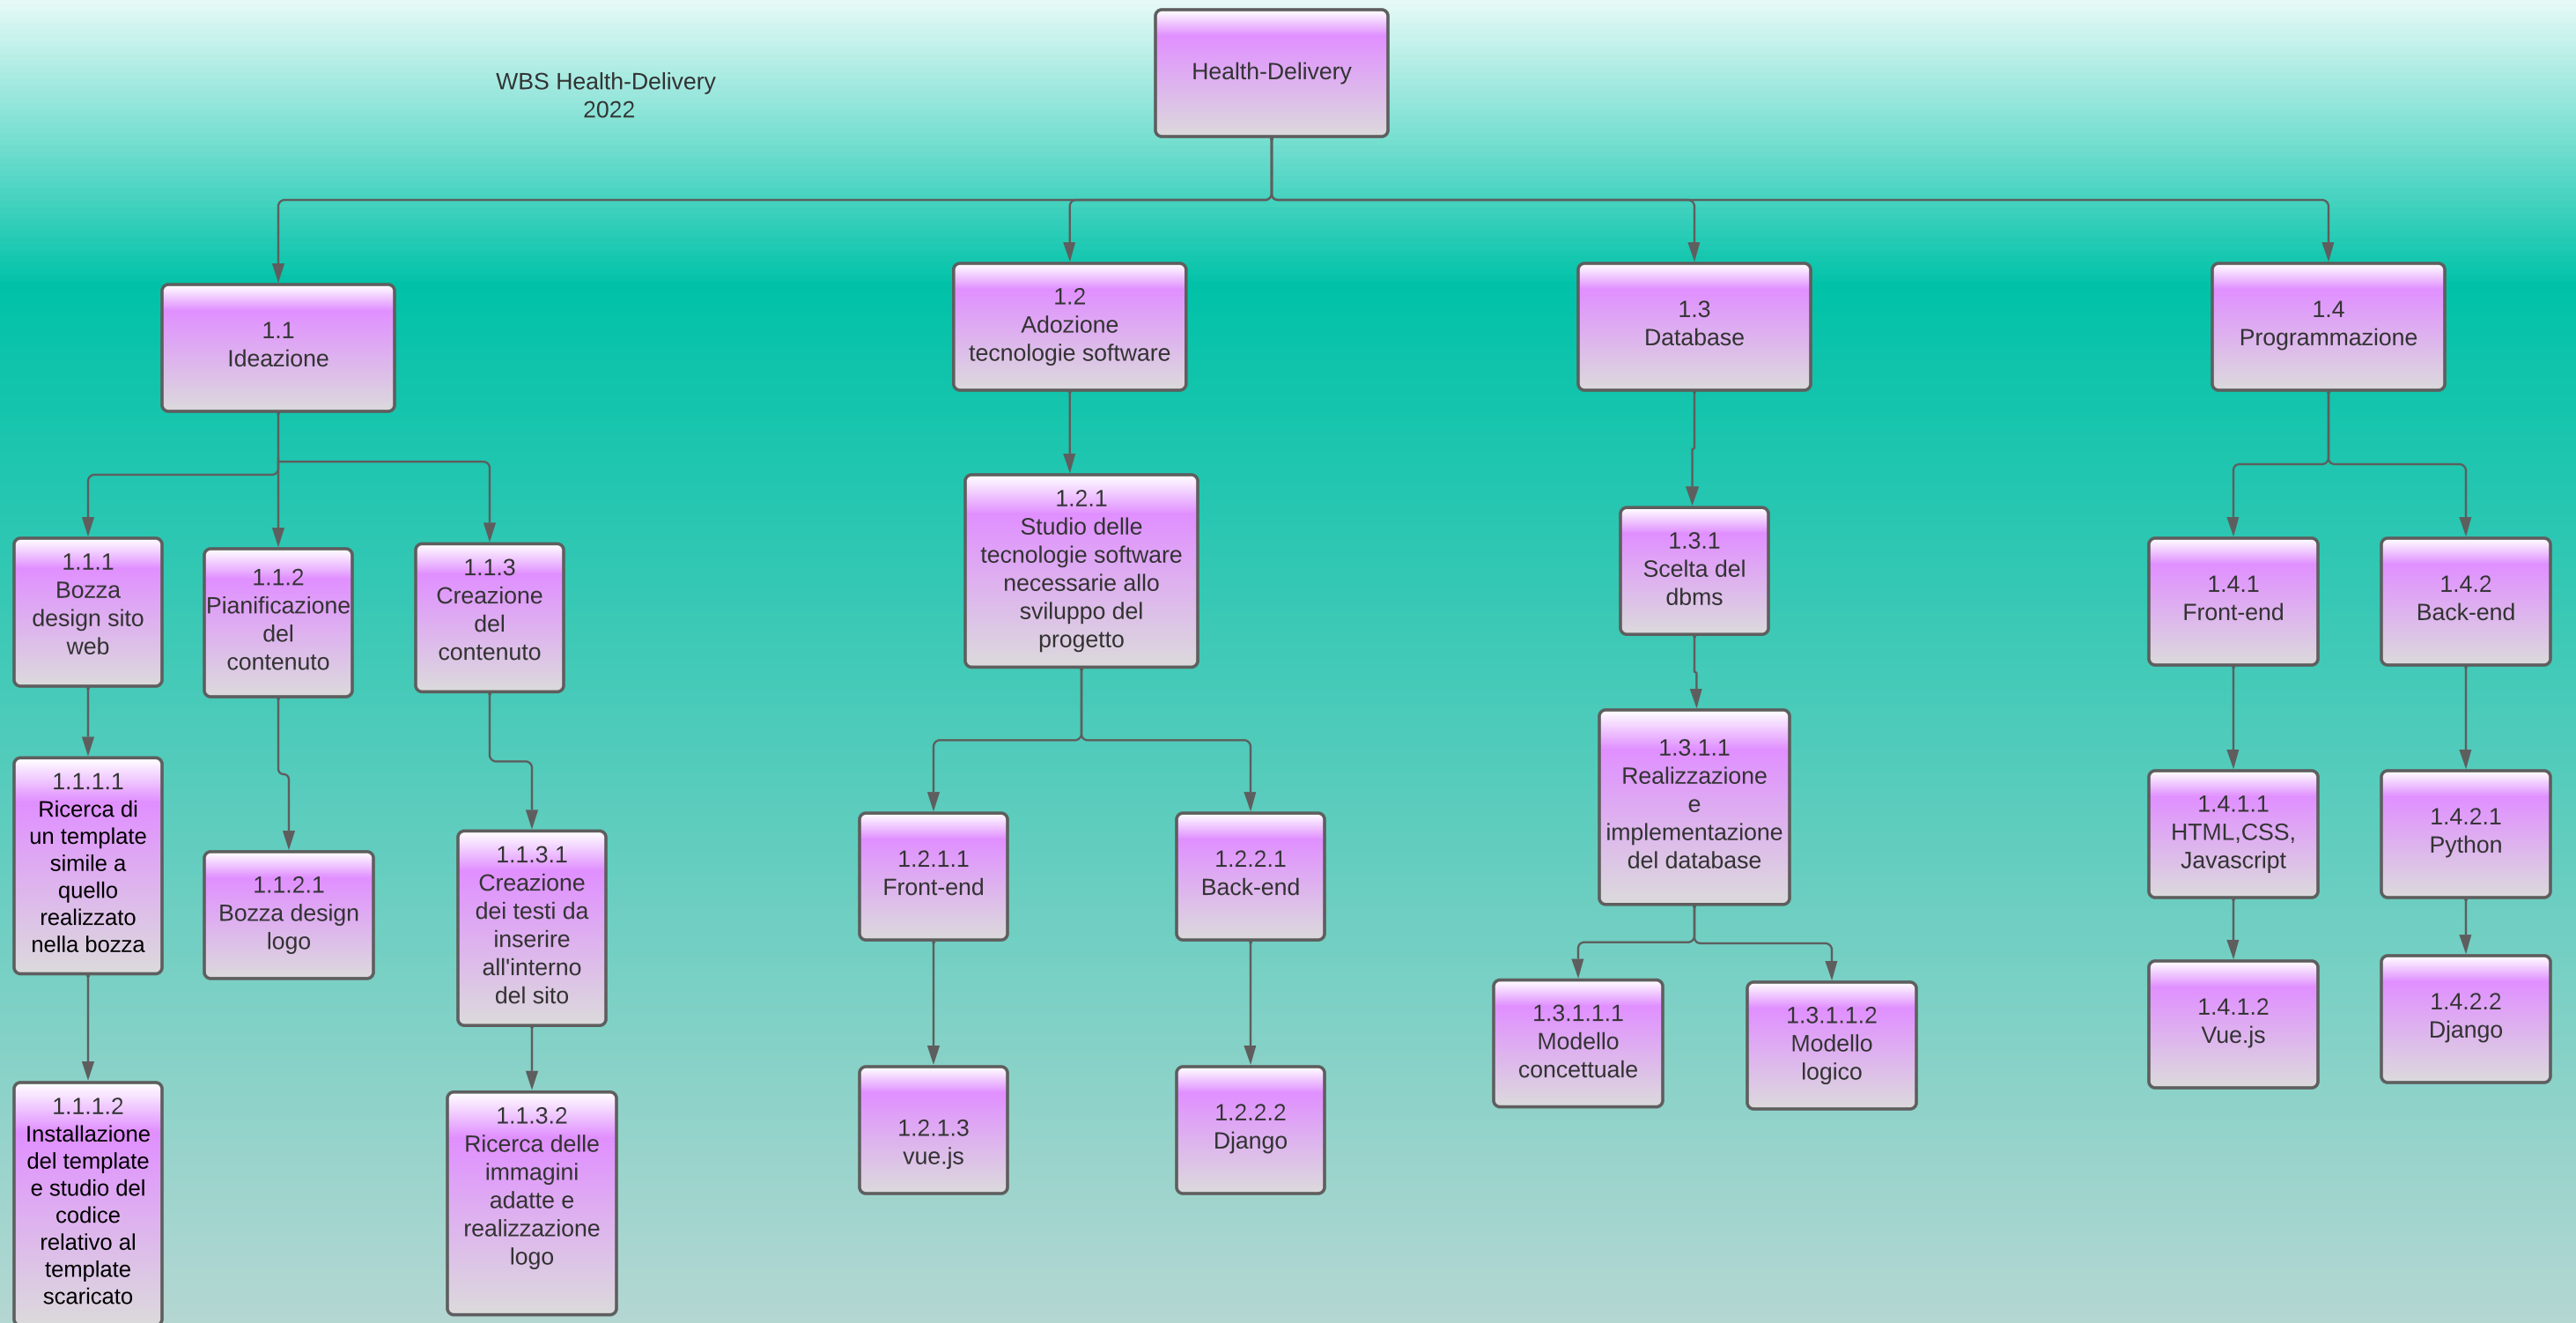 WBS Health-Delivery
2022
Health-Delivery
1.1
Ideazione
1.2
Adozione
tecnologie software
1.3
Database
1.4
Programmazione
1.1.1
Bozza
design sito
web
1.1.2
Pianificazione
del
contenuto
1.1.3
Creazione
del
contenuto
1.2.1
Studio delle
tecnologie software
necessarie allo
sviluppo del
progetto
1.3.1
Scelta del
dbms
1.4.1
Front-end
1.4.2
Back-end
1.1.1.1
Ricerca di
un template
simile a
quello
realizzato
nella bozza
1.1.2.1
Bozza design
logo
1.1.3.1
Creazione
dei testi da
inserire
all'interno
del sito
1.2.1.1
Front-end
1.2.2.1
Back-end
1.3.1.1
Realizzazione
e
implementazione
del database
1.4.1.1
HTML,CSS,
Javascript
1.4.2.1
Python
1.1.1.2
Installazione
del template
e studio del
codice
relativo al
template
scaricato
1.1.3.2
Ricerca delle
immagini
adatte e
realizzazione
logo
1.2.1.3
vue.js
1.2.2.2
Django
1.3.1.1.1
Modello
concettuale
1.3.1.1.2
Modello
logico
1.4.1.2
Vue.js
1.4.2.2
Django